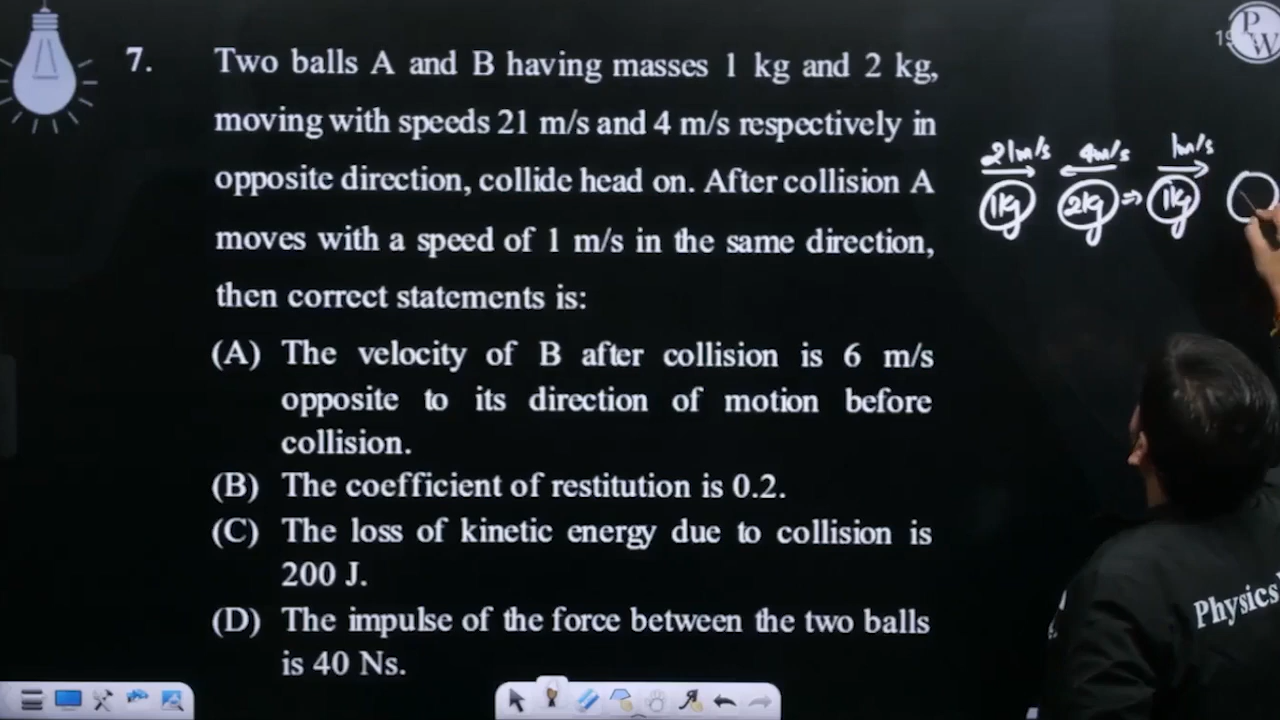 7. Two balls A and B having masses 1 kg and 2 kg,
moving with speeds 21 m/s and 4 m/s respectively in
opposite direction, collide head on. After collision A
moves with a speed of 1 m/s in the same direction,
then correct statements is:
(A) The velocity of B after collision is 6 m/s
opposite to its direction of motion before
collision.
(B) The coefficient of restitution is 0.2.
(C) The loss of kinetic energy due to collision is
200 J.
(D) The impulse of the force between the two balls
is 40 Ns.
21m/s 4m/s 1m/s
1kg 2kg ⇒ 1kg
PW
Physics